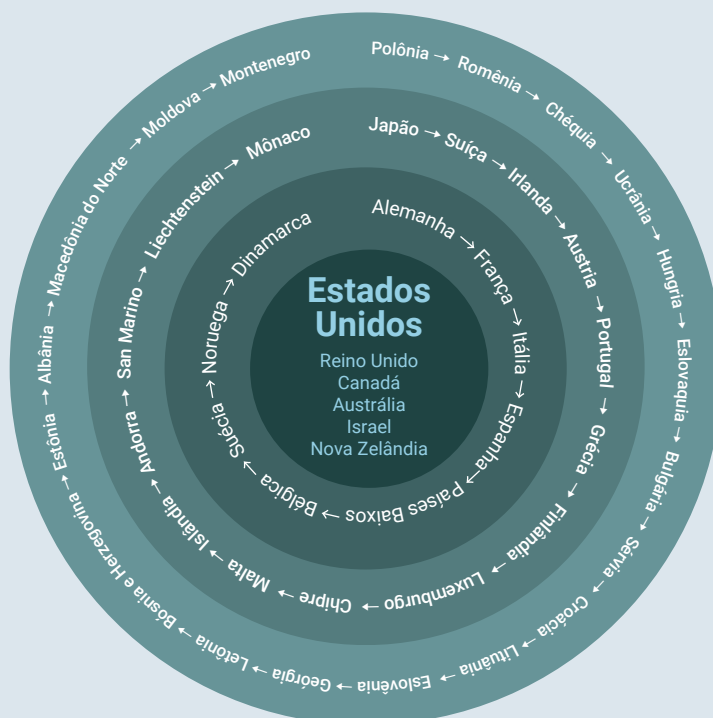 Estados
Unidos
Reino Unido
Canadá
Austrália
Israel
Nova Zelândia
Alemanha → França → Itália → Espanha → Países Baixos → Bélgica → Suécia → Noruega → Dinamarca
Japão → Suíça → Irlanda → Austria → Portugal → Grécia → Finlândia → Luxemburgo → Chipre → Malta → Islândia → Andorra → San Marino → Liechtenstein → Mônaco
Polônia → Romênia → Chéquia → Ucrânia → Hungria → Eslovaquia → Bulgária → Sérvia → Croácia → Lituânia → Eslovênia → Geórgia → Letônia → Bósnia e Herzegovina → Estônia → Albânia → Macedônia do Norte → Moldova → Montenegro